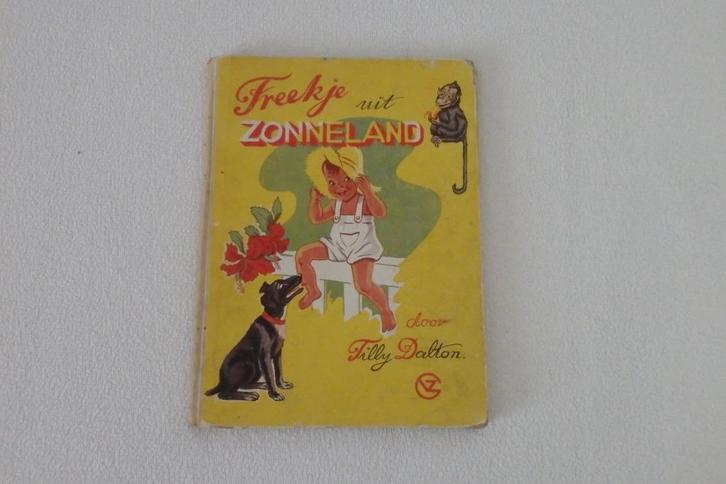 Freekje
uit
ZONNELAND
door
Tilly Dalton.